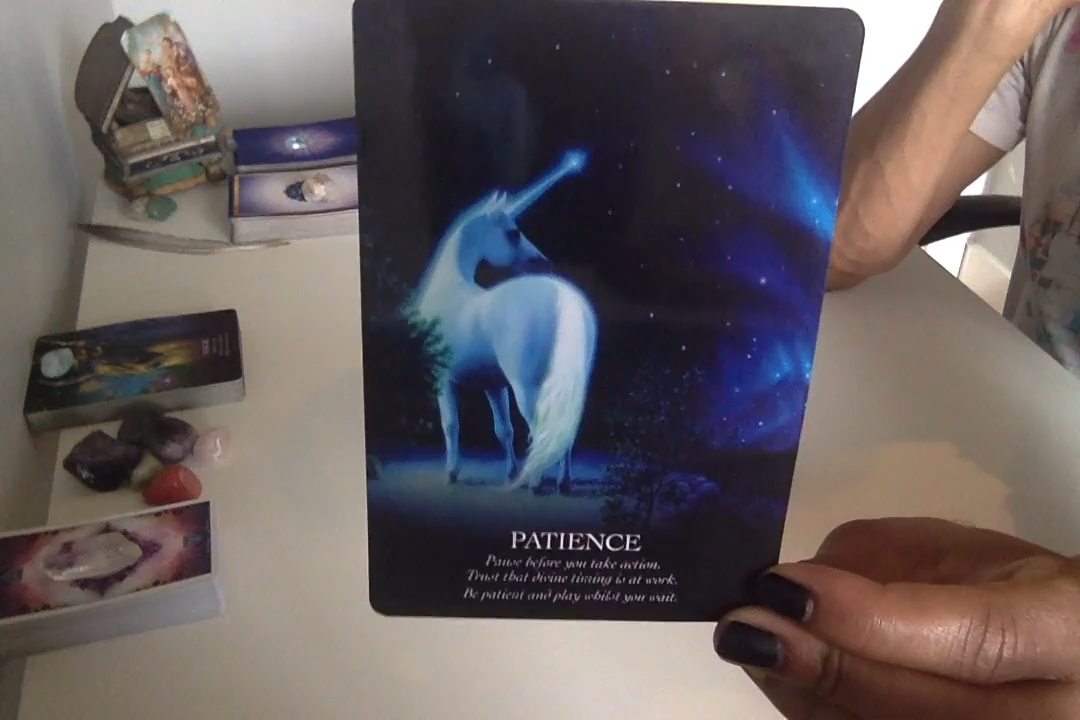 PATIENCE
Pause before you take action.
Trust that divine timing is at work.
Be patient and play whilst you wait.